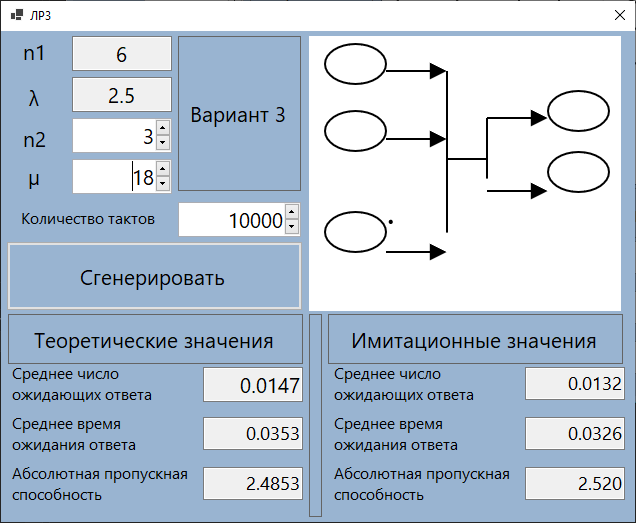 ЛР3
n1
6
λ
2.5
n2
3
μ
18
Вариант 3
Количество тактов
10000
Сгенерировать
Теоретические значения
Среднее число
ожидающих ответа
0.0147
Среднее время
ожидания ответа
0.0353
Абсолютная пропускная
способность
2.4853
Имитационные значения
Среднее число
ожидающих ответа
0.0132
Среднее время
ожидания ответа
0.0326
Абсолютная пропускная
способность
2.520